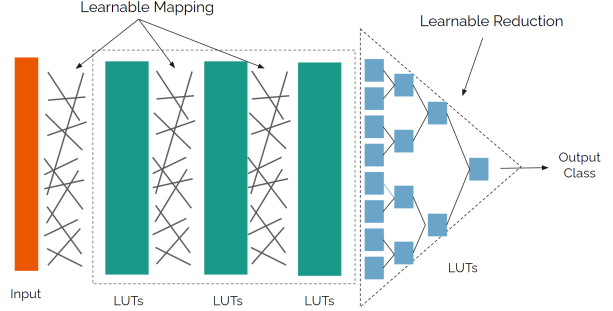 Learnable Mapping
Learnable Reduction
Output
Class
Input
LUTs
LUTs
LUTs
LUTs